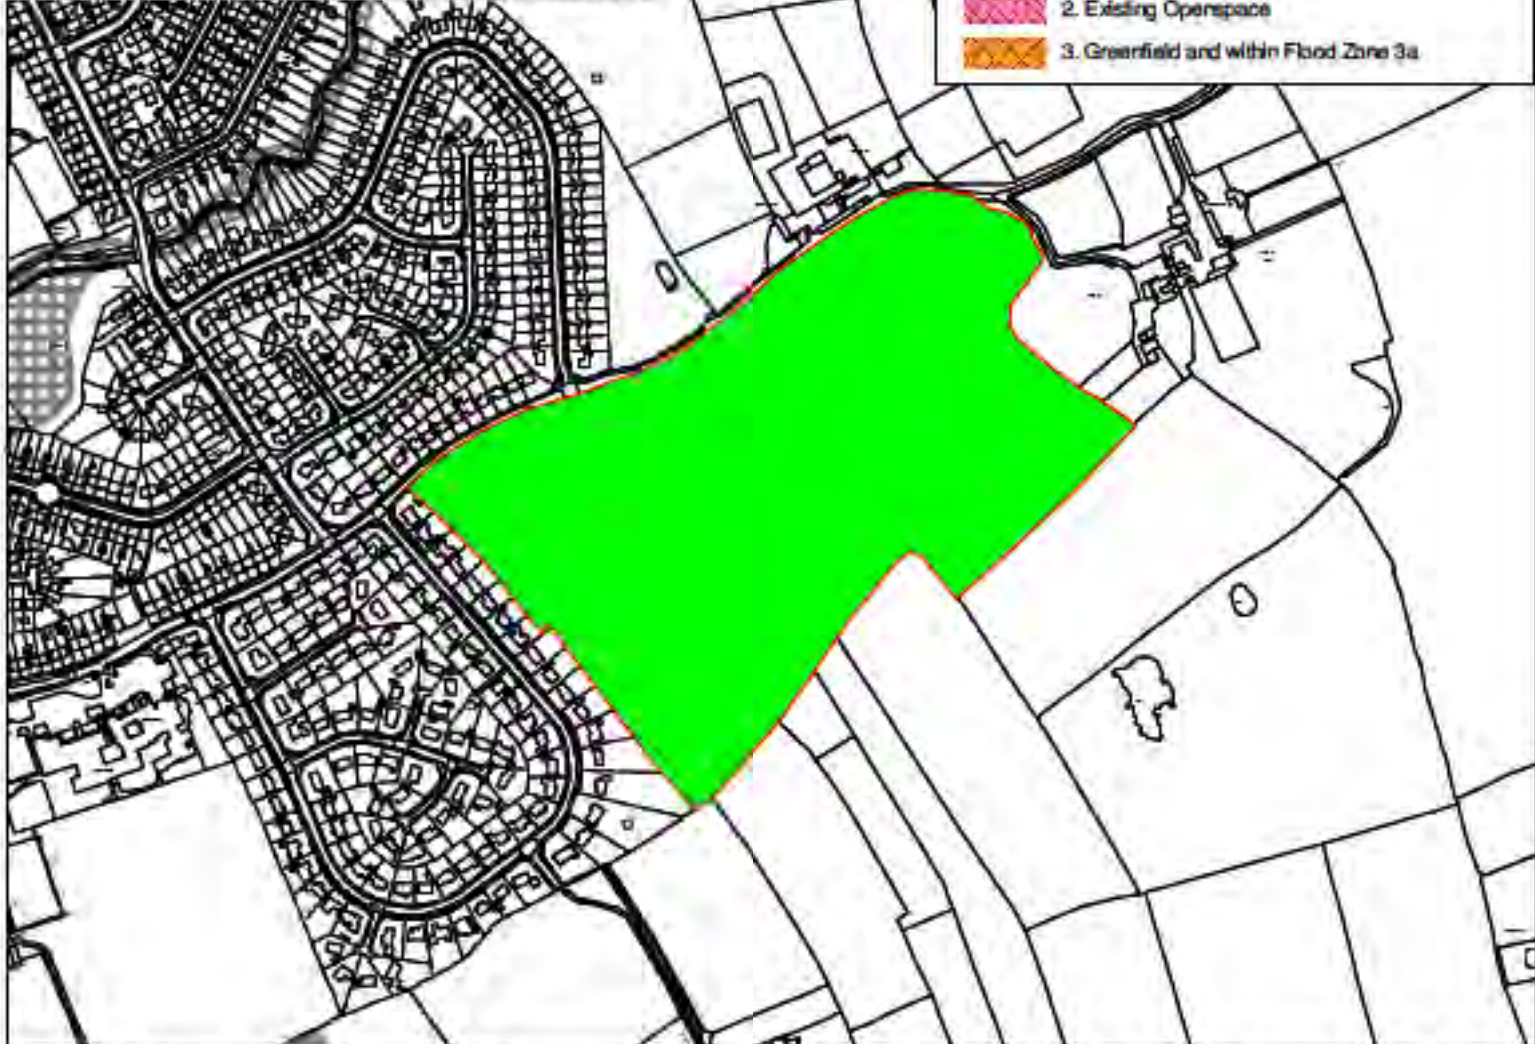 2. Existing Openspace
3. Greenfield and within Flood Zone 3a